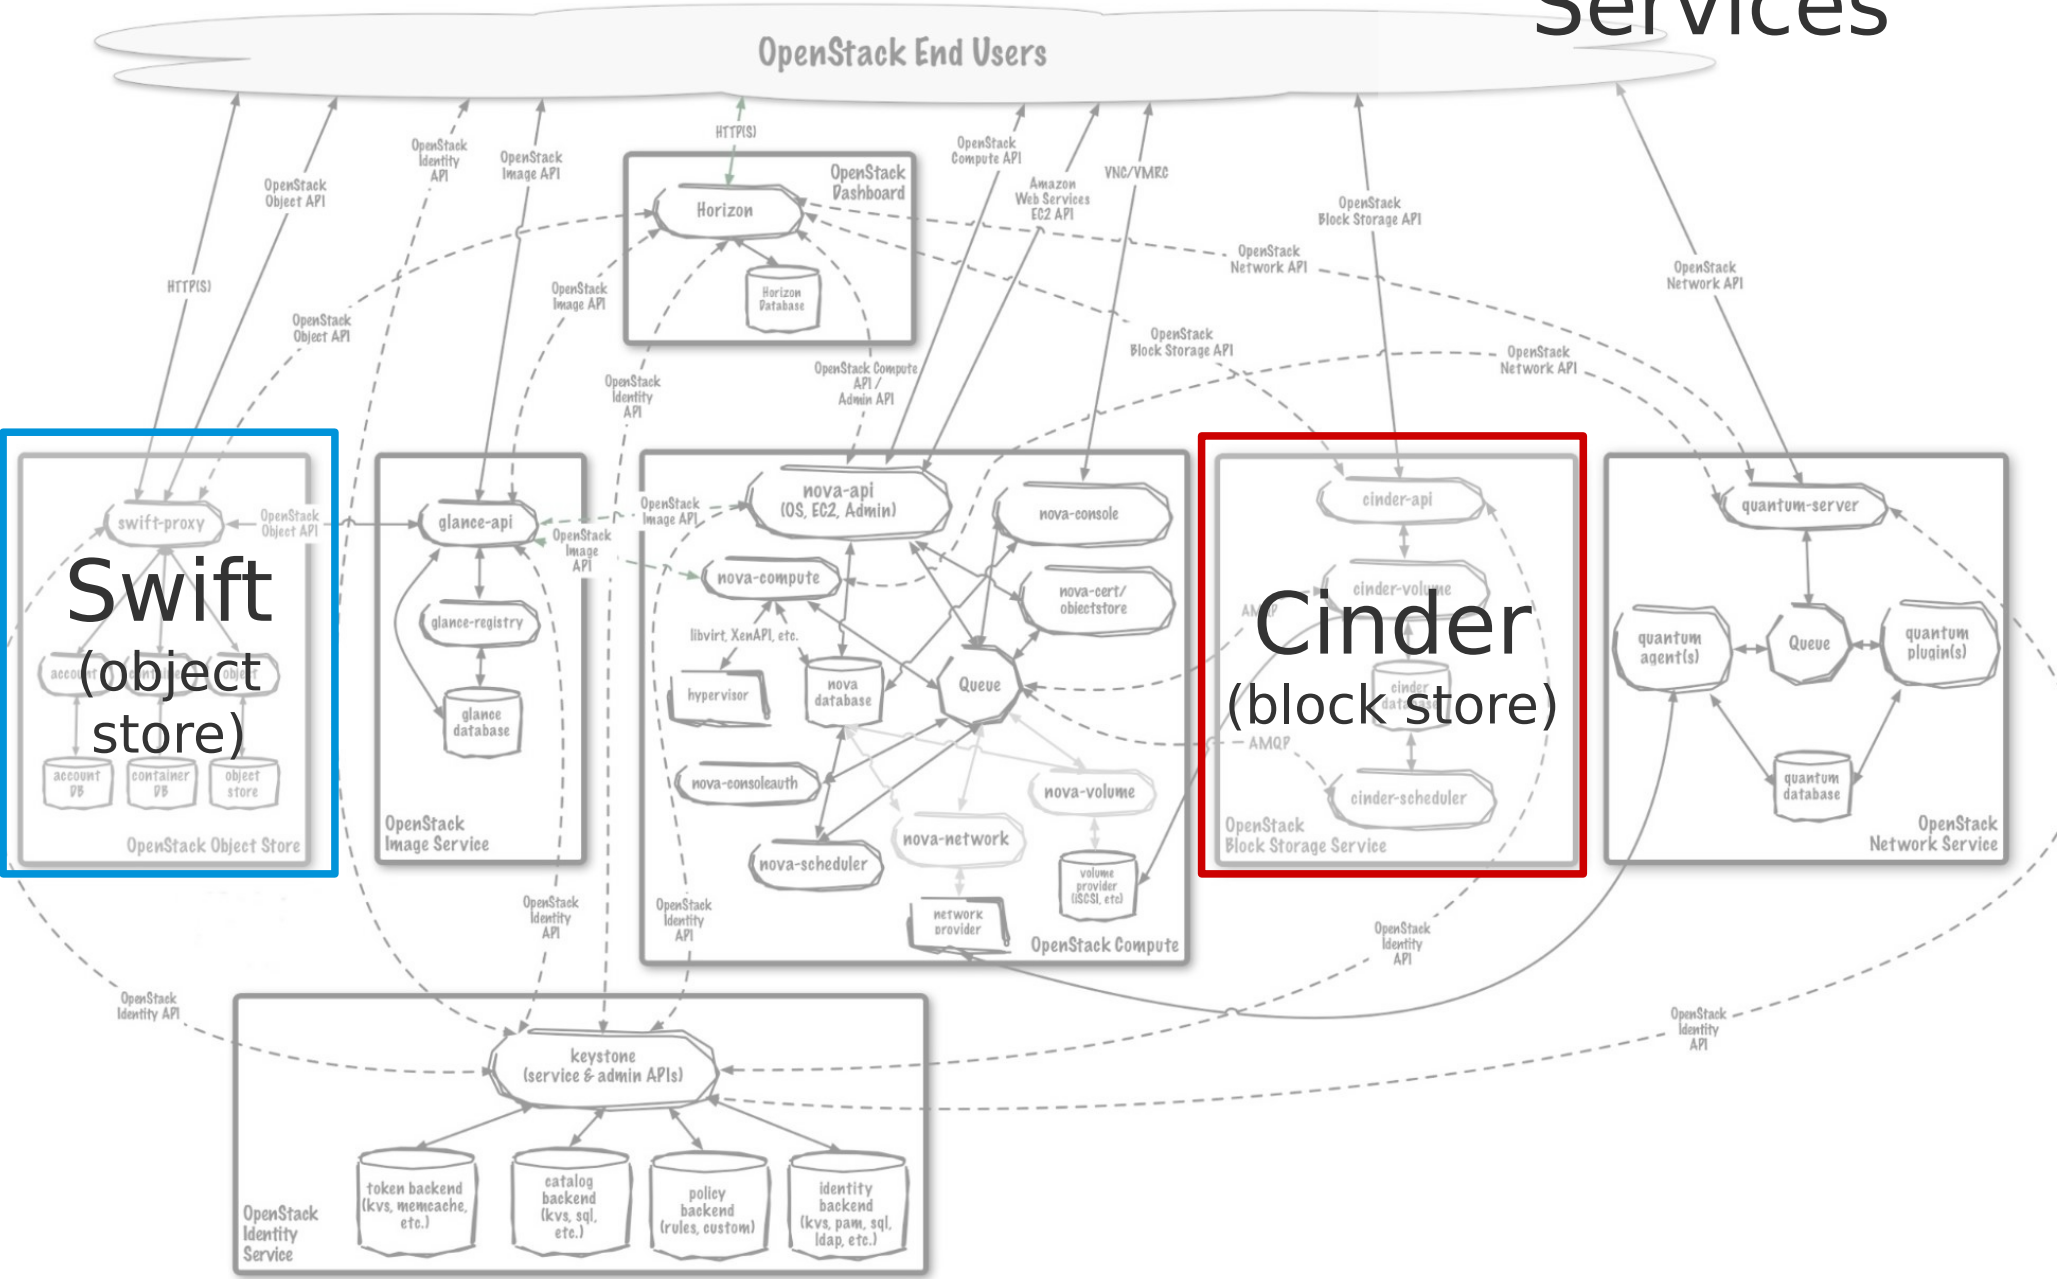 Services
OpenStack End Users
HTTP(S)
OpenStack
Object API
OpenStack
Identity
API
OpenStack
Image API
HTTP(S)
OpenStack
Dashboard
Horizon
Horizon
Database
OpenStack
Compute API
Amazon
Web Services
EC2 API
VNC/VMRC
OpenStack
Block Storage API
OpenStack
Network API
OpenStack
Network API
OpenStack
Object API
OpenStack
Image API
OpenStack
Identity
API
OpenStack Compute
API /
Admin API
OpenStack
Block Storage API
OpenStack
Network API
swift-proxy
OpenStack
Object API
Swift
(object
store)
account
container
object
account
DB
container
DB
object
store
OpenStack Object Store
glance-api
glance-registry
glance
database
OpenStack
Image Service
OpenStack
Image API
OpenStack
Image
API
nova-api
(OS, EC2, Admin)
nova-console
nova-compute
nova-cert/
objectstore
libvirt, XenAPI, etc.
hypervisor
nova
database
Queue
nova-consoleauth
nova-volume
nova-network
nova-scheduler
volume
provider
(iSCSI, etc)
network
provider
OpenStack Compute
cinder-api
cinder-volume
AMQP
Cinder
(block store)
cinder
database
AMQP
cinder-scheduler
OpenStack
Block Storage Service
quantum-server
quantum
agent(s)
Queue
quantum
plugin(s)
quantum
database
OpenStack
Network Service
OpenStack
Identity API
OpenStack
Identity
API
OpenStack
Identity
API
OpenStack
Identity
API
OpenStack
Identity
API
keystone
(service & admin APIs)
token backend
(kvs, memcache,
etc.)
catalog
backend
(kvs, sql,
etc.)
policy
backend
(rules, custom)
identity
backend
(kvs, pam, sql,
ldap, etc.)
OpenStack
Identity
Service